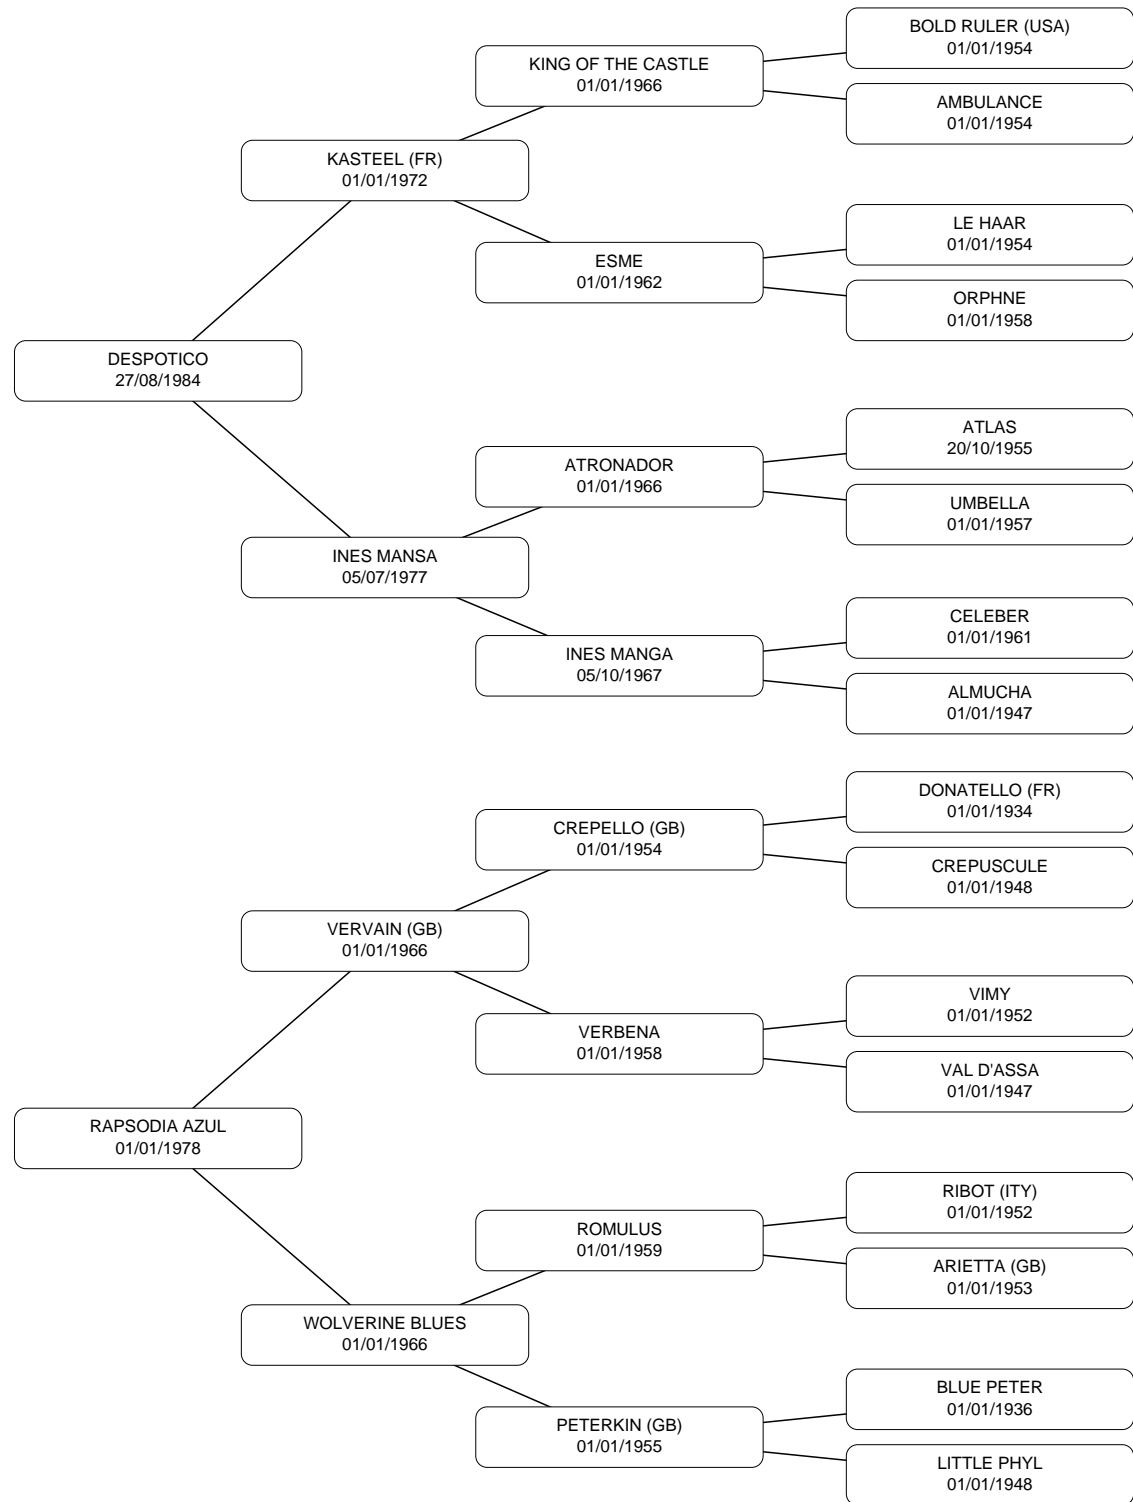 BOLD RULER (USA)
01/01/1954
KING OF THE CASTLE
01/01/1966
AMBULANCE
01/01/1954
KASTEEL (FR)
01/01/1972
LE HAAR
01/01/1954
ESME
01/01/1962
ORPHNE
01/01/1958
DESPOTICO
27/08/1984
ATLAS
20/10/1955
ATRONADOR
01/01/1966
UMBELLA
01/01/1957
INES MANSA
05/07/1977
CELEBER
01/01/1961
INES MANGA
05/10/1967
ALMUCHA
01/01/1947
DONATELLO (FR)
01/01/1934
CREPELLO (GB)
01/01/1954
CREPUSCULE
01/01/1948
VERVAIN (GB)
01/01/1966
VIMY
01/01/1952
VERBENA
01/01/1958
VAL D'ASSA
01/01/1947
RAPSODIA AZUL
01/01/1978
RIBOT (ITY)
01/01/1952
ROMULUS
01/01/1959
ARIETTA (GB)
01/01/1953
WOLVERINE BLUES
01/01/1966
BLUE PETER
01/01/1936
PETERKIN (GB)
01/01/1955
LITTLE PHYL
01/01/1948